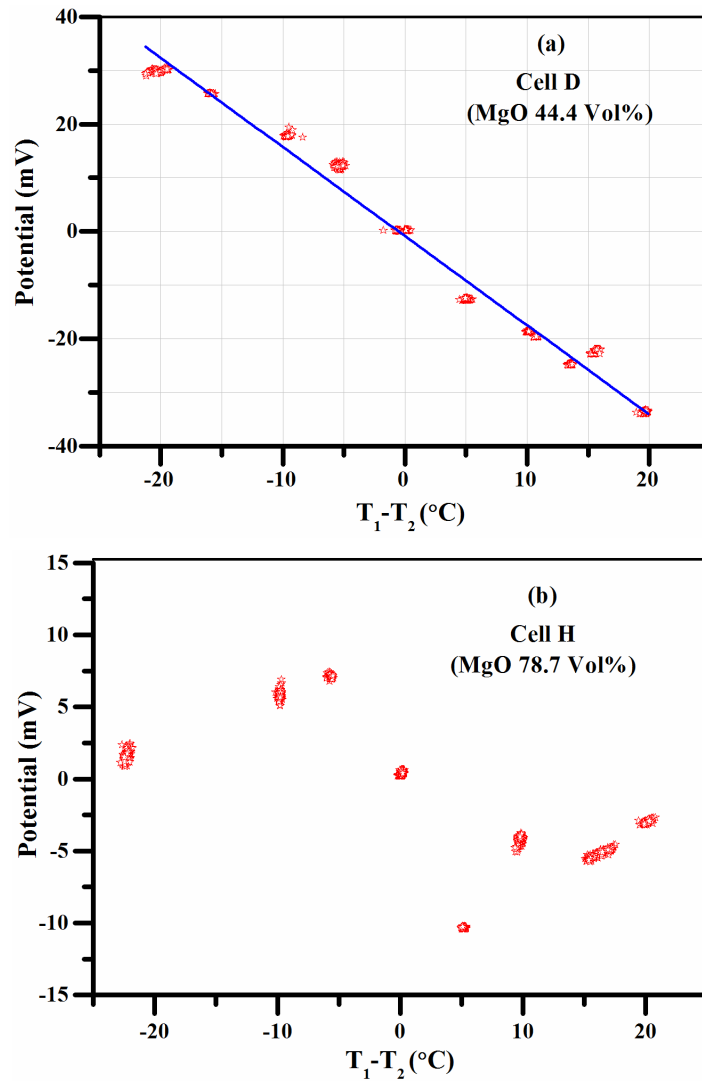 40
(a)
Cell D
(MgO 44.4 Vol%)
20
0
-20
-40
Potential (mV)
-20
-10
0
10
20
T₁-T₂ (°C)
15
(b)
Cell H
(MgO 78.7 Vol%)
10
5
0
-5
-10
-15
Potential (mV)
-20
-10
0
10
20
T₁-T₂ (°C)